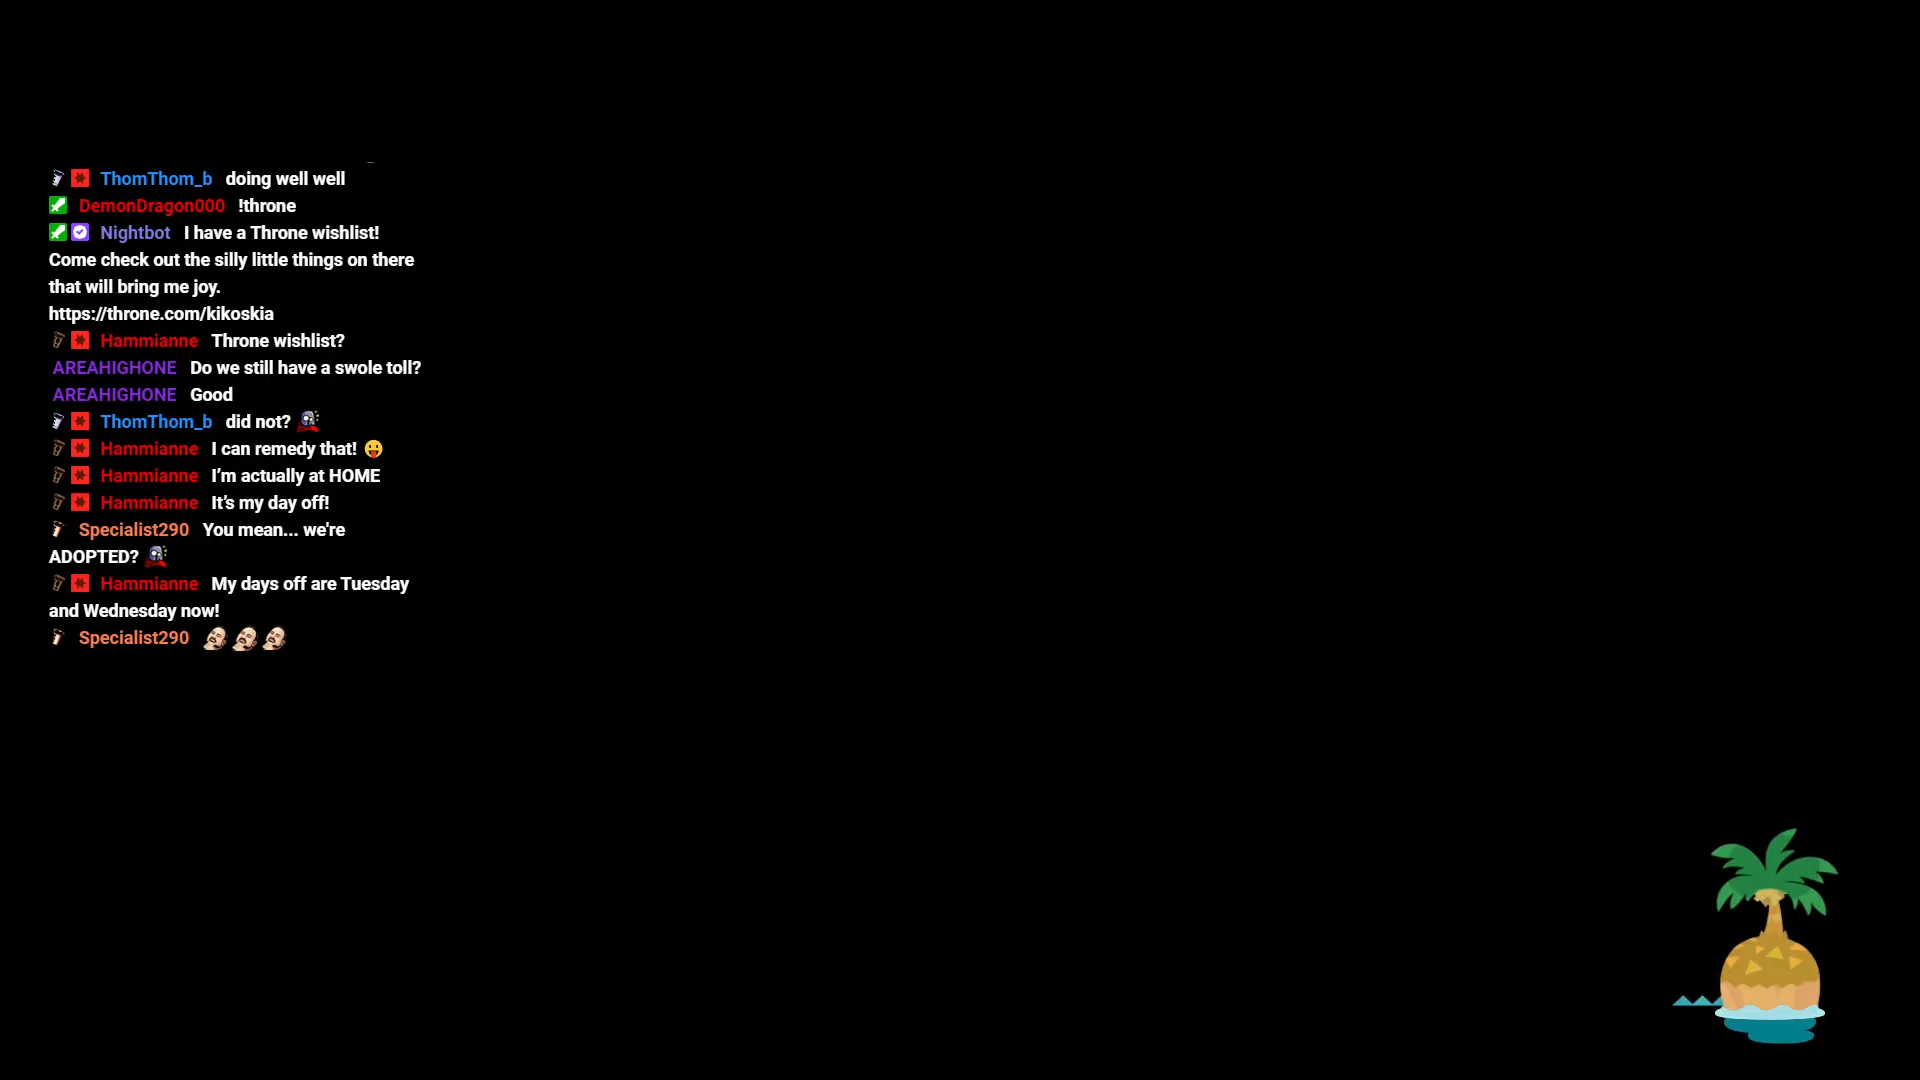 ThomThom_b doing well well
DemonDragon000 !throne
Nightbot I have a Throne wishlist!
Come check out the silly little things on there
that will bring me joy.
https://throne.com/kikoskia
Hammianne Throne wishlist?
AREAHIGHONE Do we still have a swole toll?
AREAHIGHONE Good
ThomThom_b did not?
Hammianne I can remedy that! 😛
Hammianne I’m actually at HOME
Hammianne It’s my day off!
Specialist290 You mean... we're
ADOPTED?
Hammianne My days off are Tuesday
and Wednesday now!
Specialist290